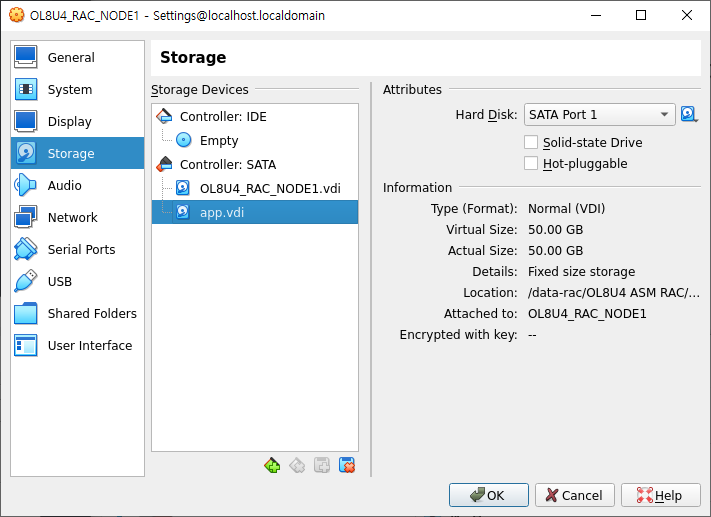 OL8U4_RAC_NODE1 - Settings@localhost.localdomain
General
System
Display
Storage
Audio
Network
Serial Ports
USB
Shared Folders
User Interface
Storage
Storage Devices
Controller: IDE
Empty
Controller: SATA
OL8U4_RAC_NODE1.vdi
app.vdi
Attributes
Hard Disk: SATA Port 1
Solid-state Drive
Hot-pluggable
Information
Type (Format): Normal (VDI)
Virtual Size: 50.00 GB
Actual Size: 50.00 GB
Details: Fixed size storage
Location: /data-rac/OL8U4 ASM RAC/...
Attached to: OL8U4_RAC_NODE1
Encrypted with key: --
OK Cancel Help